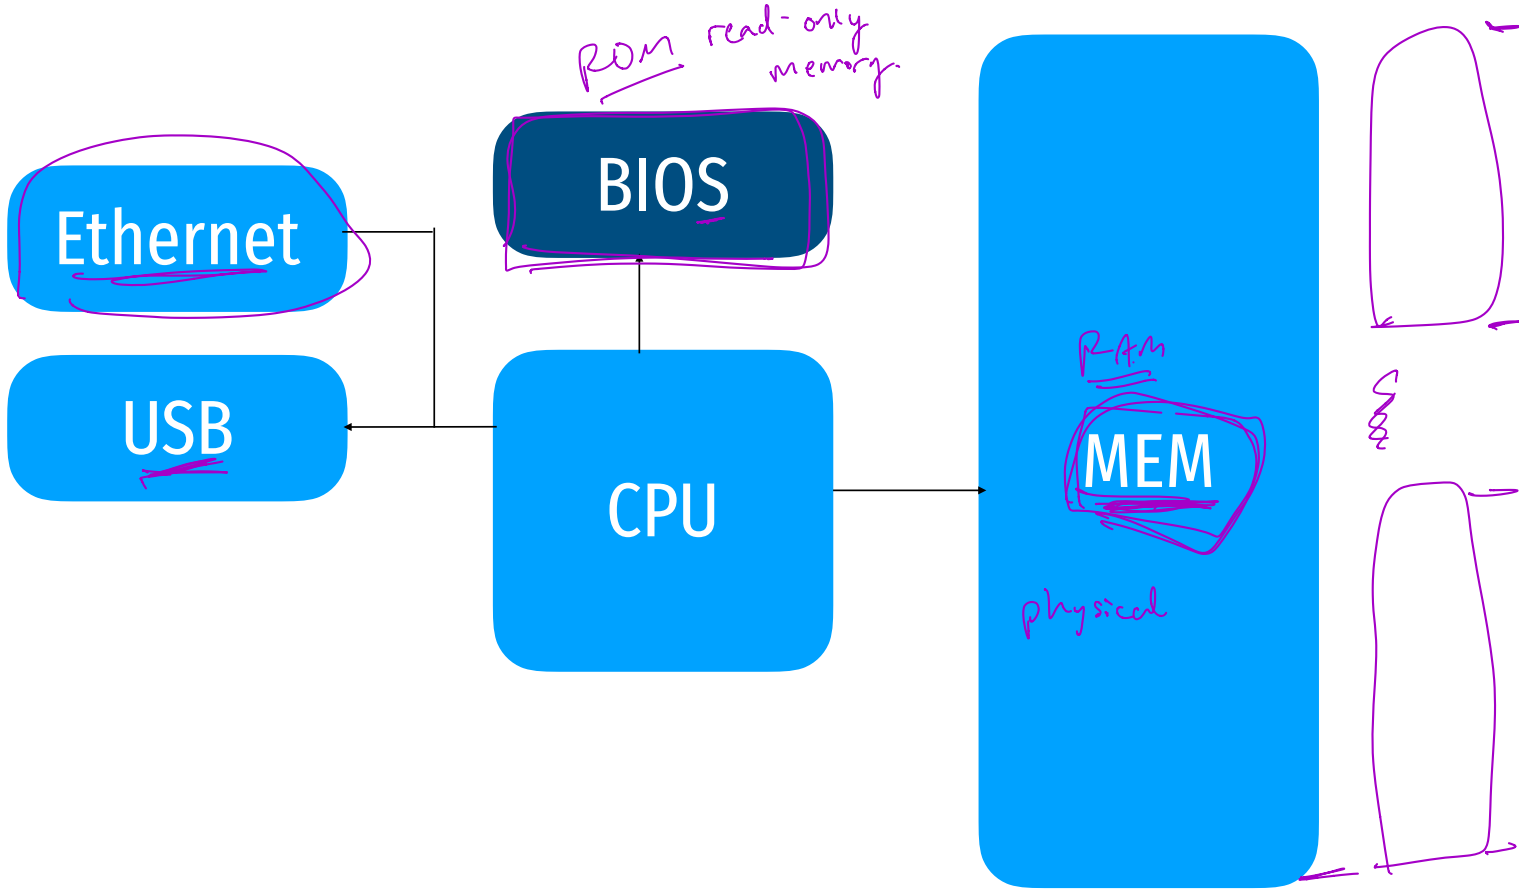 ROM read-only
memory.
BIOS
Ethernet
USB
CPU
RAM
MEM
physical